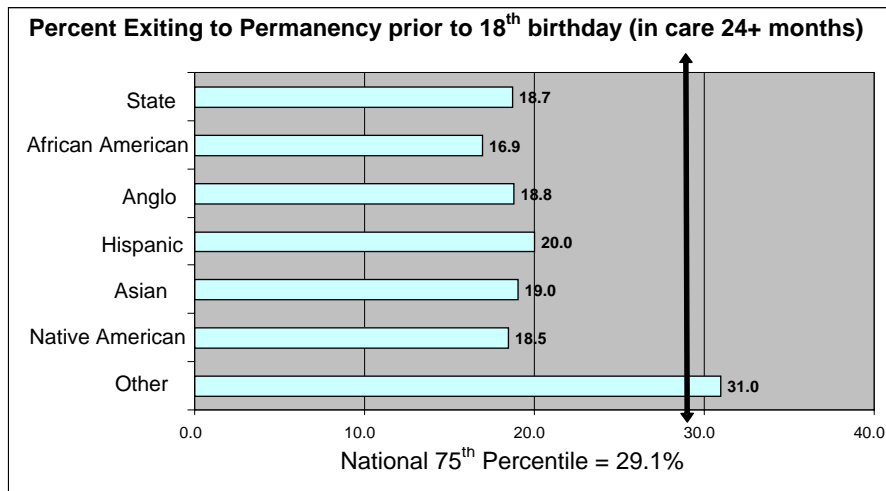 Percent Exiting to Permanency prior to 18th birthday (in care 24+ months)
State 18.7
African American 16.9
Anglo 18.8
Hispanic 20.0
Asian 19.0
Native American 18.5
Other 31.0
0.0 10.0 20.0 30.0 40.0
National 75th Percentile = 29.1%